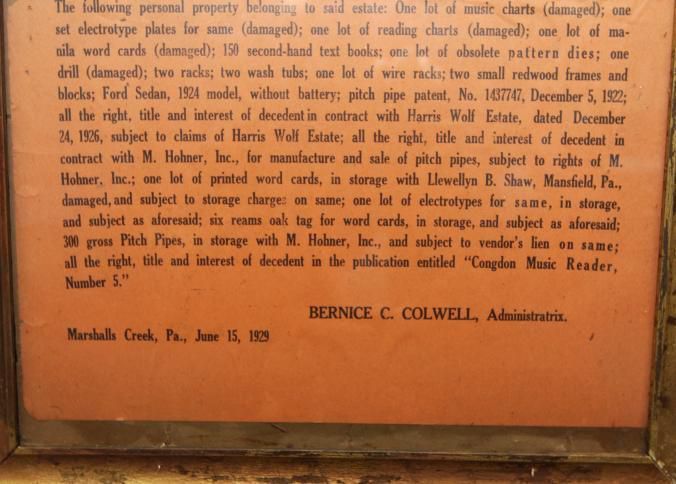 The following personal property belonging to said estate: One lot of music charts (damaged); one
set electrotype plates for same (damaged); one lot of reading charts (damaged); one lot of ma-
nila word cards (damaged); 150 second-hand text books; one lot of obsolete pattern dies; one
drill (damaged); two racks; two wash tubs; one lot of wire racks; two small redwood frames and
blocks; Ford Sedan, 1924 model, without battery; pitch pipe patent, No. 1437747, December 5, 1922;
all the right, title and interest of decedent in contract with Harris Wolf Estate, dated December
24, 1926, subject to claims of Harris Wolf Estate; all the right, title and interest of decedent in
contract with M. Hohner, Inc., for manufacture and sale of pitch pipes, subject to rights of M.
Hohner, Inc.; one lot of printed word cards, in storage with Llewellyn B. Shaw, Mansfield, Pa.,
damaged, and subject to storage charges on same; one lot of electrotypes for same, in storage,
and subject as aforesaid; six reams oak tag for word cards, in storage, and subject as aforesaid;
300 gross Pitch Pipes, in storage with M. Hohner, Inc., and subject to vendor's lien on same;
all the right, title and interest of decedent in the publication entitled "Congdon Music Reader,
Number 5."
BERNICE C. COLWELL, Administratrix.
Marshalls Creek, Pa., June 15, 1929